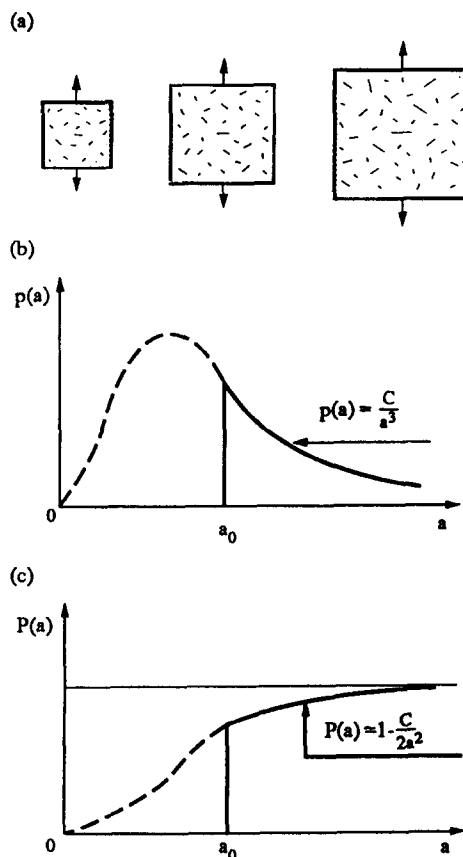 (a)
(b)
p(a)
p(a) = C/a³
0
a₀
a
(c)
P(a)
P(a)≃1-C/2a²
0
a₀
a